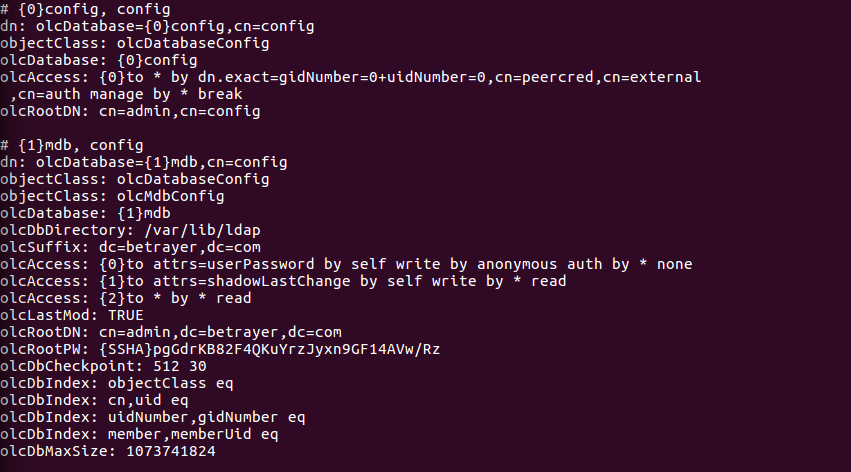 # {0}config, config
dn: olcDatabase={0}config,cn=config
objectClass: olcDatabaseConfig
olcDatabase: {0}config
olcAccess: {0}to * by dn.exact=gidNumber=0+uidNumber=0,cn=peercred,cn=external
 ,cn=auth manage by * break
olcRootDN: cn=admin,cn=config

# {1}mdb, config
dn: olcDatabase={1}mdb,cn=config
objectClass: olcDatabaseConfig
objectClass: olcMdbConfig
olcDatabase: {1}mdb
olcDbDirectory: /var/lib/ldap
olcSuffix: dc=betrayer,dc=com
olcAccess: {0}to attrs=userPassword by self write by anonymous auth by * none
olcAccess: {1}to attrs=shadowLastChange by self write by * read
olcAccess: {2}to * by * read
olcLastMod: TRUE
olcRootDN: cn=admin,dc=betrayer,dc=com
olcRootPW: {SSHA}pgGdrKB82F4QKuYrzJyxn9GF14AVw/Rz
olcDbCheckpoint: 512 30
olcDbIndex: objectClass eq
olcDbIndex: cn,uid eq
olcDbIndex: uidNumber,gidNumber eq
olcDbIndex: member,memberUid eq
olcDbMaxSize: 1073741824